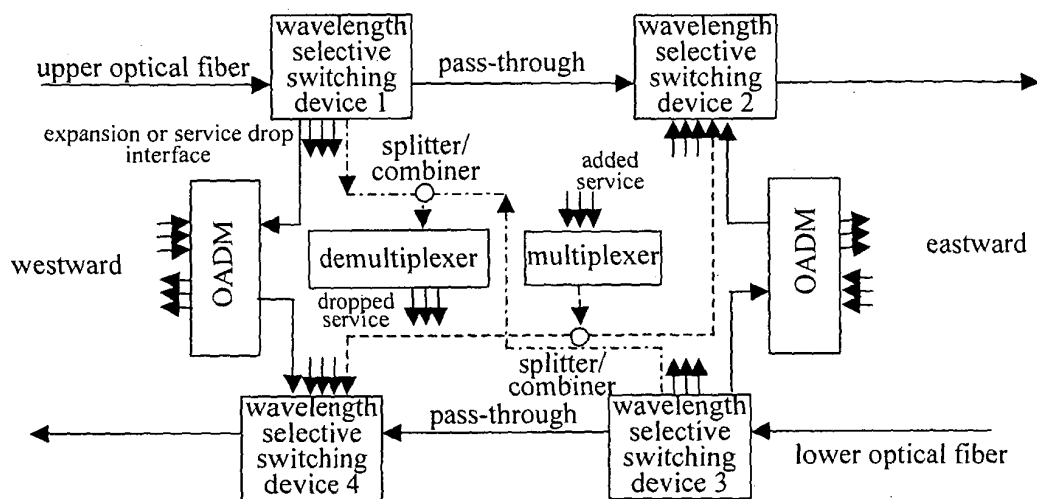 wavelength
selective
switching
device 1
wavelength
selective
switching
device 2
upper optical fiber
pass-through
expansion or service drop
interface
splitter/
combiner
added
service
OADM
westward
demultiplexer
multiplexer
OADM
eastward
dropped
service
splitter/
combiner
wavelength
selective
switching
device 4
pass-through
wavelength
selective
switching
device 3
lower optical fiber